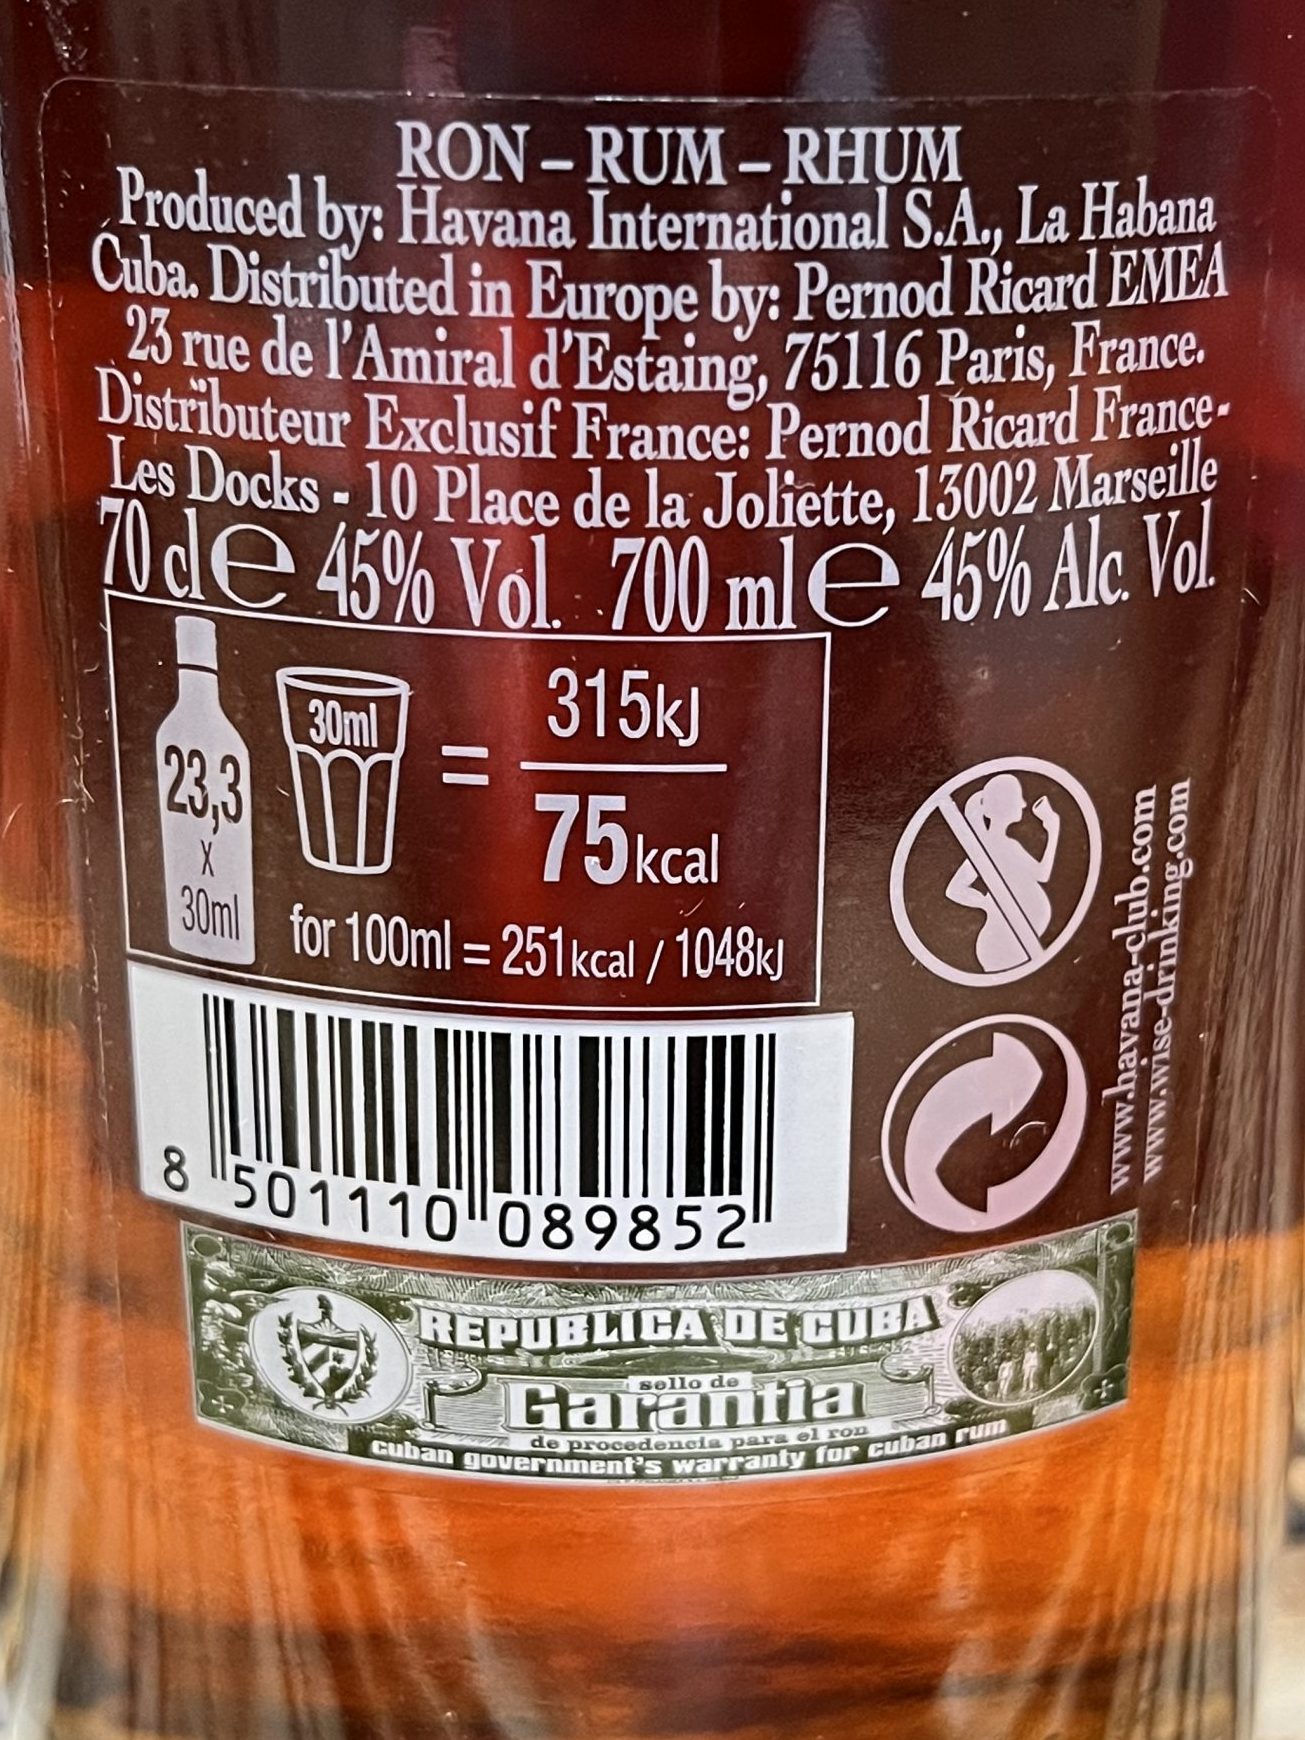 RON – RUM – RHUM
Produced by: Havana International S.A., La Habana
Cuba. Distributed in Europe by: Pernod Ricard EMEA
23 rue de l'Amiral d'Estaing, 75116 Paris, France.
Distributeur Exclusif France: Pernod Ricard France-
Les Docks - 10 Place de la Joliette, 13002 Marseille
70 cl e 45% Vol. 700 ml e 45% Alc. Vol.
23,3
x
30ml
30ml
=
315kJ
75kcal
for 100ml = 251kcal / 1048kJ
www.havana-club.com
www.wise-drinking.com
8 501110 089852
REPUBLICA DE CUBA
sello de
Garantia
de procedencia para el ron
cuban government's warranty for cuban rum